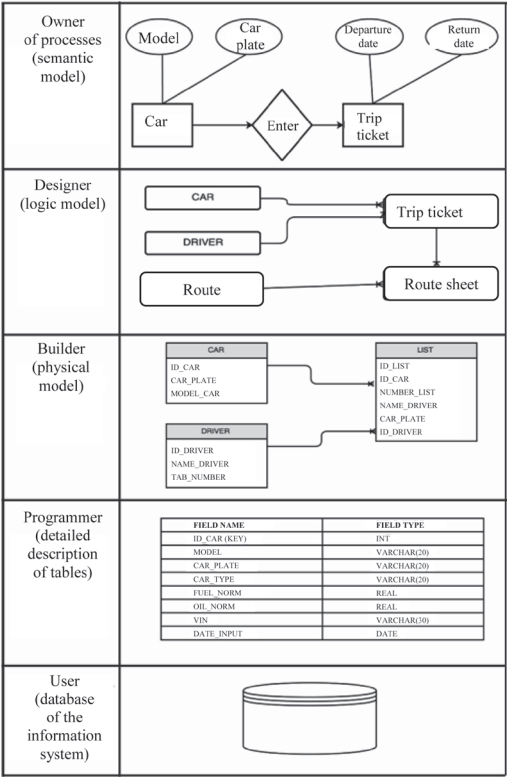 Owner
of processes
(semantic
model)
Model
Car
plate
Departure
date
Return
date
Car
Enter
Trip
ticket
Designer
(logic model)
CAR
DRIVER
Trip ticket
Route
Route sheet
Builder
(physical
model)
CAR
ID_CAR
CAR_PLATE
MODEL_CAR
DRIVER
ID_DRIVER
NAME_DRIVER
TAB_NUMBER
LIST
ID_LIST
ID_CAR
NUMBER_LIST
NAME_DRIVER
CAR_PLATE
ID_DRIVER
Programmer
(detailed
description
of tables)
FIELD NAME FIELD TYPE
ID_CAR (KEY) INT
MODEL VARCHAR(20)
CAR_PLATE VARCHAR(20)
CAR_TYPE VARCHAR(20)
FUEL_NORM REAL
OIL_NORM REAL
VIN VARCHAR(30)
DATE_INPUT DATE
User
(database
of the
information
system)